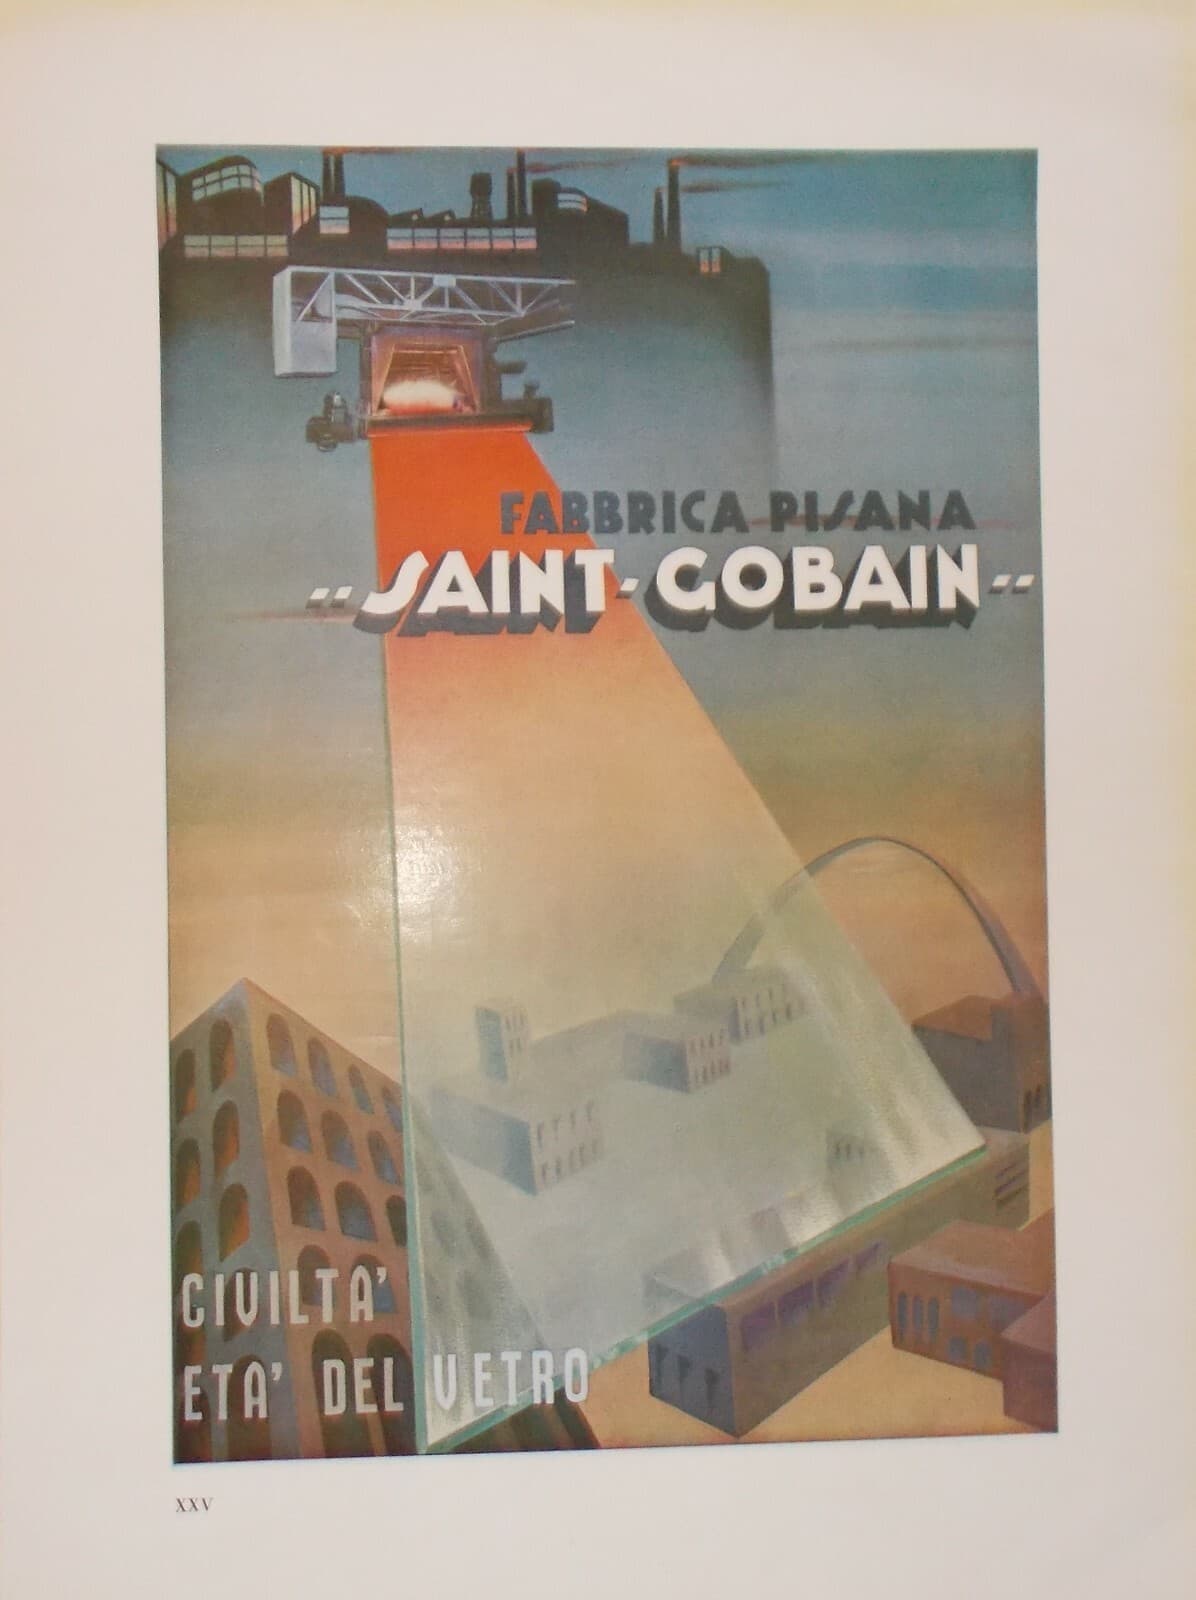 FABBRICA PISANA
"SAINT-GOBAIN"
CIVILTA'
ETA' DEL VETRO
XXV